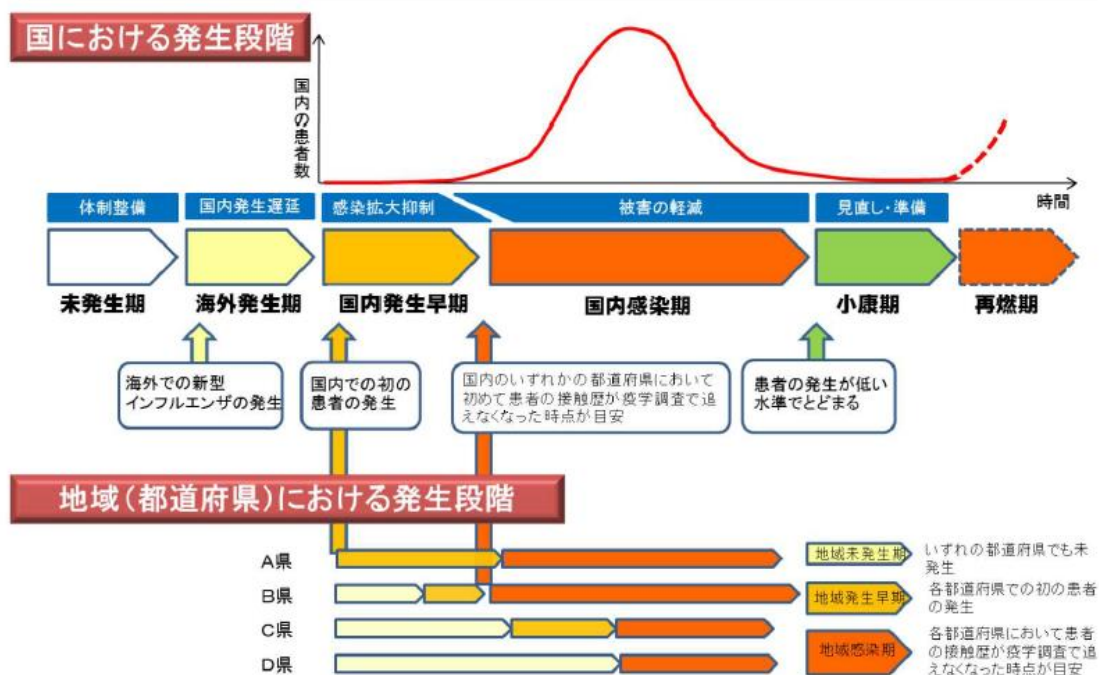 国における発生段階
国内の患者数
時間
体制整備
国内発生遅延
感染拡大抑制
被害の軽減
見直し・準備
未発生期
海外発生期
国内発生早期
国内感染期
小康期
再燃期
海外での新型
インフルエンザの発生
国内での初の
患者の発生
国内のいずれかの都道府県において
初めて患者の接触歴が疫学調査で追
えなくなった時点が目安
患者の発生が低い
水準でとどまる
地域(都道府県)における発生段階
A県
B県
C県
D県
地域未発生期
いずれの都道府県でも未
発生
地域発生早期
各都道府県での初の患者
の発生
地域感染期
各都道府県において患者
の接触歴が疫学調査で追
えなくなった時点が目安